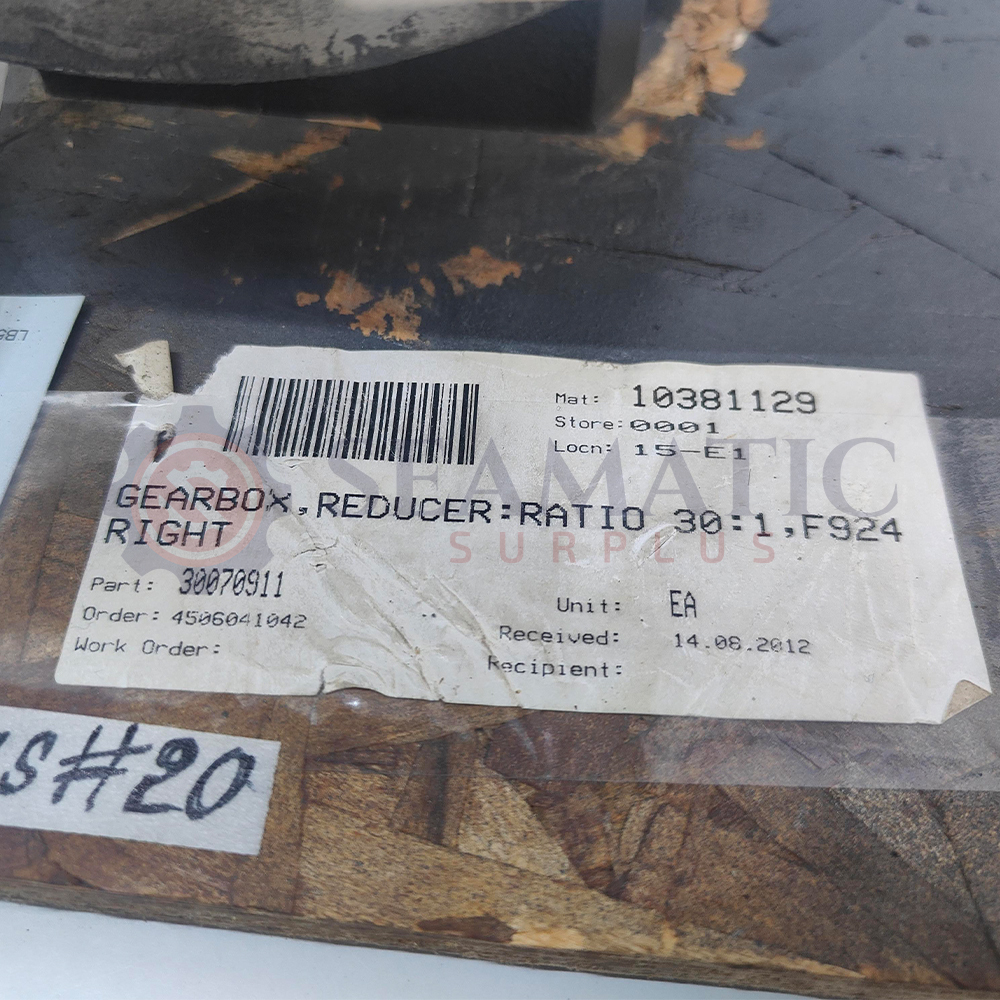 Mat: 10381129
Store: 0001
Locn: 15-E1
GEARBOX,REDUCER:RATIO 30:1,F924
RIGHT
Part: 30070911
Unit: EA
Order: 4506041042
Received: 14.08.2012
Work Order:
Recipient:
SEAMATIC
SURPLUS
S#20